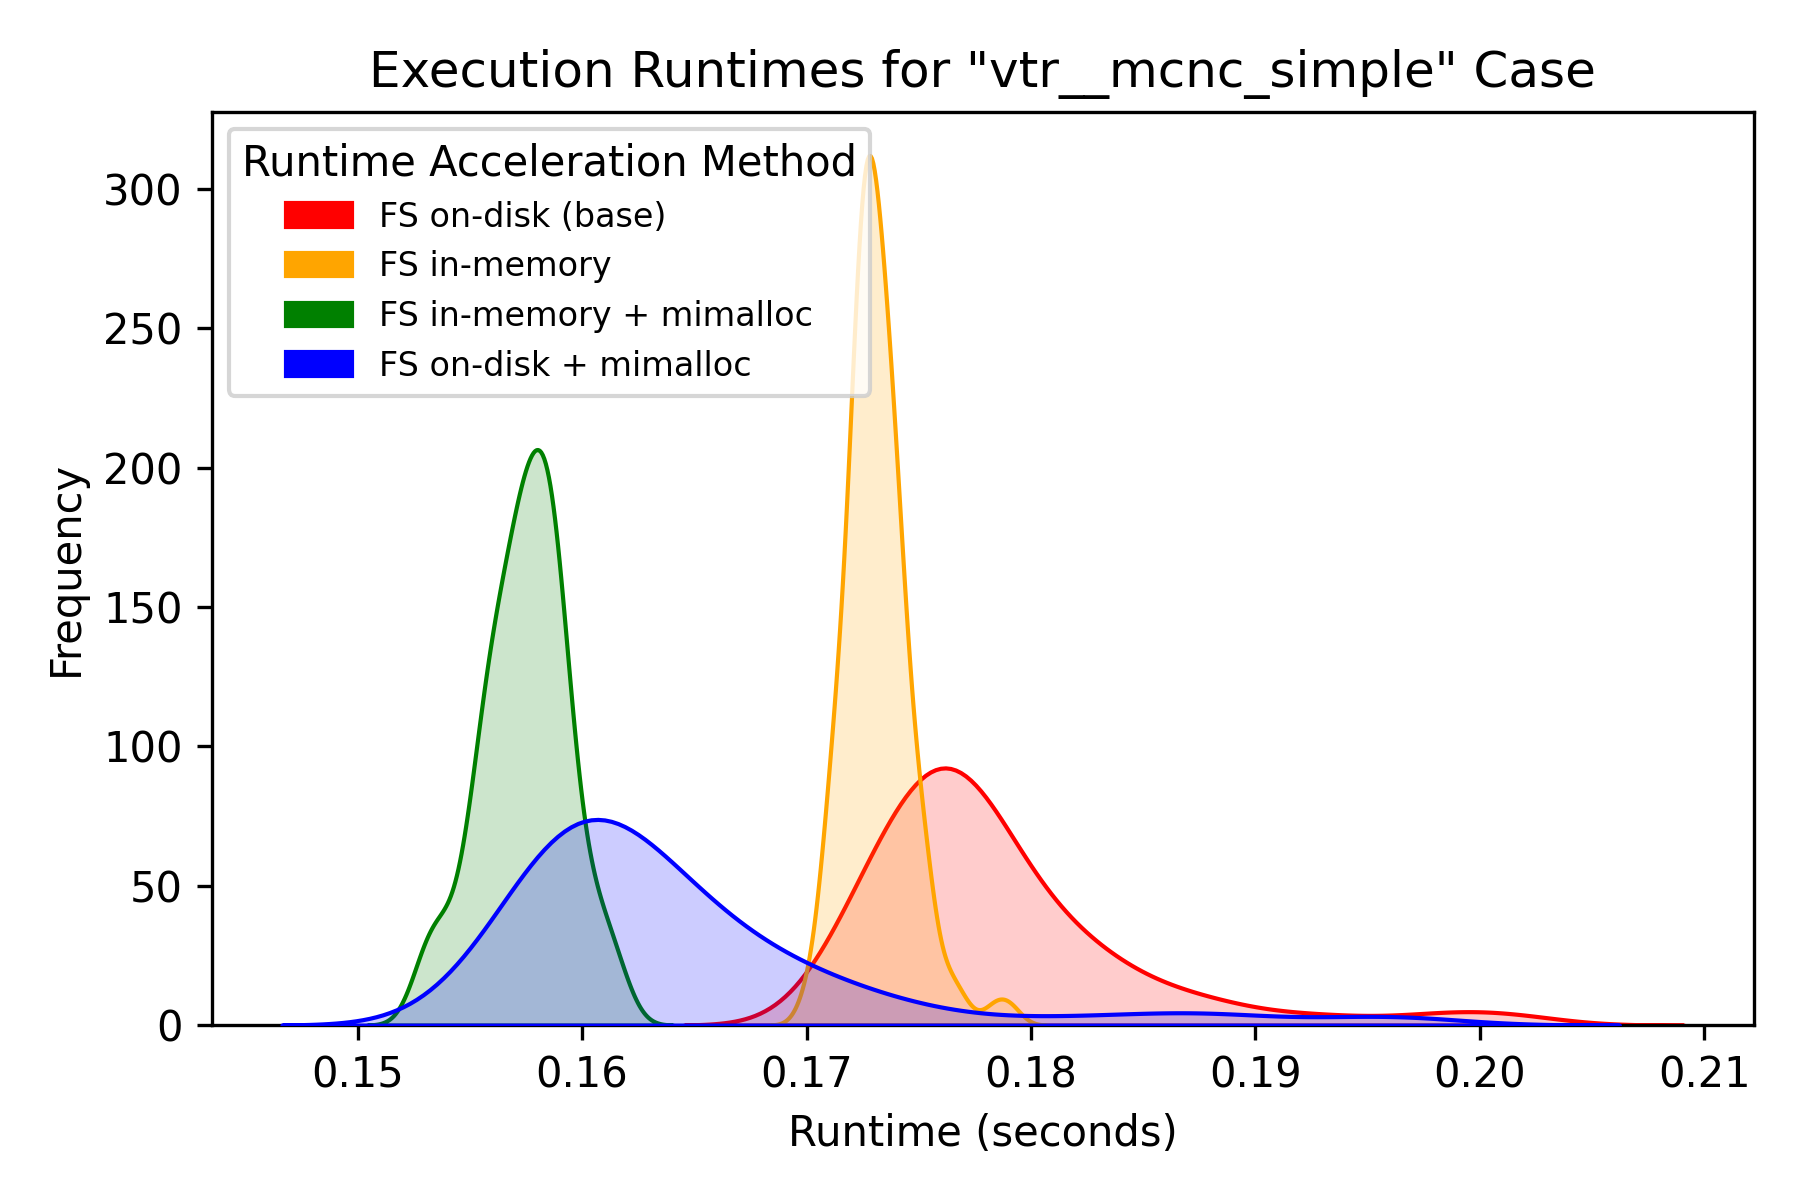 Execution Runtimes for "vtr__mcnc_simple" Case
Runtime Acceleration Method
FS on-disk (base)
FS in-memory
FS in-memory + mimalloc
FS on-disk + mimalloc
Frequency
300
250
200
150
100
50
0
0.15 0.16 0.17 0.18 0.19 0.20 0.21
Runtime (seconds)